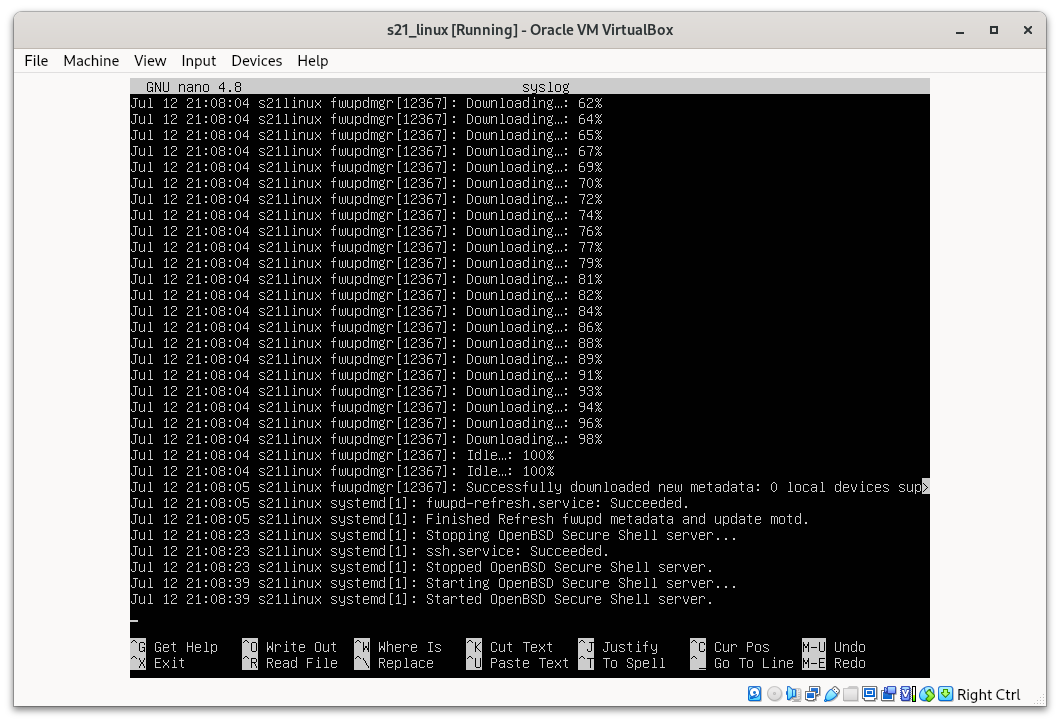 s21_linux [Running] - Oracle VM VirtualBox
File Machine View Input Devices Help
GNU nano 4.8 syslog
Jul 12 21:08:04 s21linux fwupdmgr[12367]: Downloading…: 62%
Jul 12 21:08:04 s21linux fwupdmgr[12367]: Downloading…: 64%
Jul 12 21:08:04 s21linux fwupdmgr[12367]: Downloading…: 65%
Jul 12 21:08:04 s21linux fwupdmgr[12367]: Downloading…: 67%
Jul 12 21:08:04 s21linux fwupdmgr[12367]: Downloading…: 69%
Jul 12 21:08:04 s21linux fwupdmgr[12367]: Downloading…: 70%
Jul 12 21:08:04 s21linux fwupdmgr[12367]: Downloading…: 72%
Jul 12 21:08:04 s21linux fwupdmgr[12367]: Downloading…: 74%
Jul 12 21:08:04 s21linux fwupdmgr[12367]: Downloading…: 76%
Jul 12 21:08:04 s21linux fwupdmgr[12367]: Downloading…: 77%
Jul 12 21:08:04 s21linux fwupdmgr[12367]: Downloading…: 79%
Jul 12 21:08:04 s21linux fwupdmgr[12367]: Downloading…: 81%
Jul 12 21:08:04 s21linux fwupdmgr[12367]: Downloading…: 82%
Jul 12 21:08:04 s21linux fwupdmgr[12367]: Downloading…: 84%
Jul 12 21:08:04 s21linux fwupdmgr[12367]: Downloading…: 86%
Jul 12 21:08:04 s21linux fwupdmgr[12367]: Downloading…: 88%
Jul 12 21:08:04 s21linux fwupdmgr[12367]: Downloading…: 89%
Jul 12 21:08:04 s21linux fwupdmgr[12367]: Downloading…: 91%
Jul 12 21:08:04 s21linux fwupdmgr[12367]: Downloading…: 93%
Jul 12 21:08:04 s21linux fwupdmgr[12367]: Downloading…: 94%
Jul 12 21:08:04 s21linux fwupdmgr[12367]: Downloading…: 96%
Jul 12 21:08:04 s21linux fwupdmgr[12367]: Downloading…: 98%
Jul 12 21:08:04 s21linux fwupdmgr[12367]: Idle…: 100%
Jul 12 21:08:04 s21linux fwupdmgr[12367]: Idle…: 100%
Jul 12 21:08:05 s21linux fwupdmgr[12367]: Successfully downloaded new metadata: 0 local devices sup>
Jul 12 21:08:05 s21linux systemd[1]: fwupd-refresh.service: Succeeded.
Jul 12 21:08:05 s21linux systemd[1]: Finished Refresh fwupd metadata and update motd.
Jul 12 21:08:23 s21linux systemd[1]: Stopping OpenBSD Secure Shell server...
Jul 12 21:08:23 s21linux systemd[1]: ssh.service: Succeeded.
Jul 12 21:08:23 s21linux systemd[1]: Stopped OpenBSD Secure Shell server.
Jul 12 21:08:39 s21linux systemd[1]: Starting OpenBSD Secure Shell server...
Jul 12 21:08:39 s21linux systemd[1]: Started OpenBSD Secure Shell server.
^G Get Help ^O Write Out ^W Where Is ^K Cut Text ^J Justify ^C Cur Pos M-U Undo
^X Exit ^R Read File ^\ Replace ^U Paste Text ^T To Spell ^_ Go To Line M-E Redo
Right Ctrl